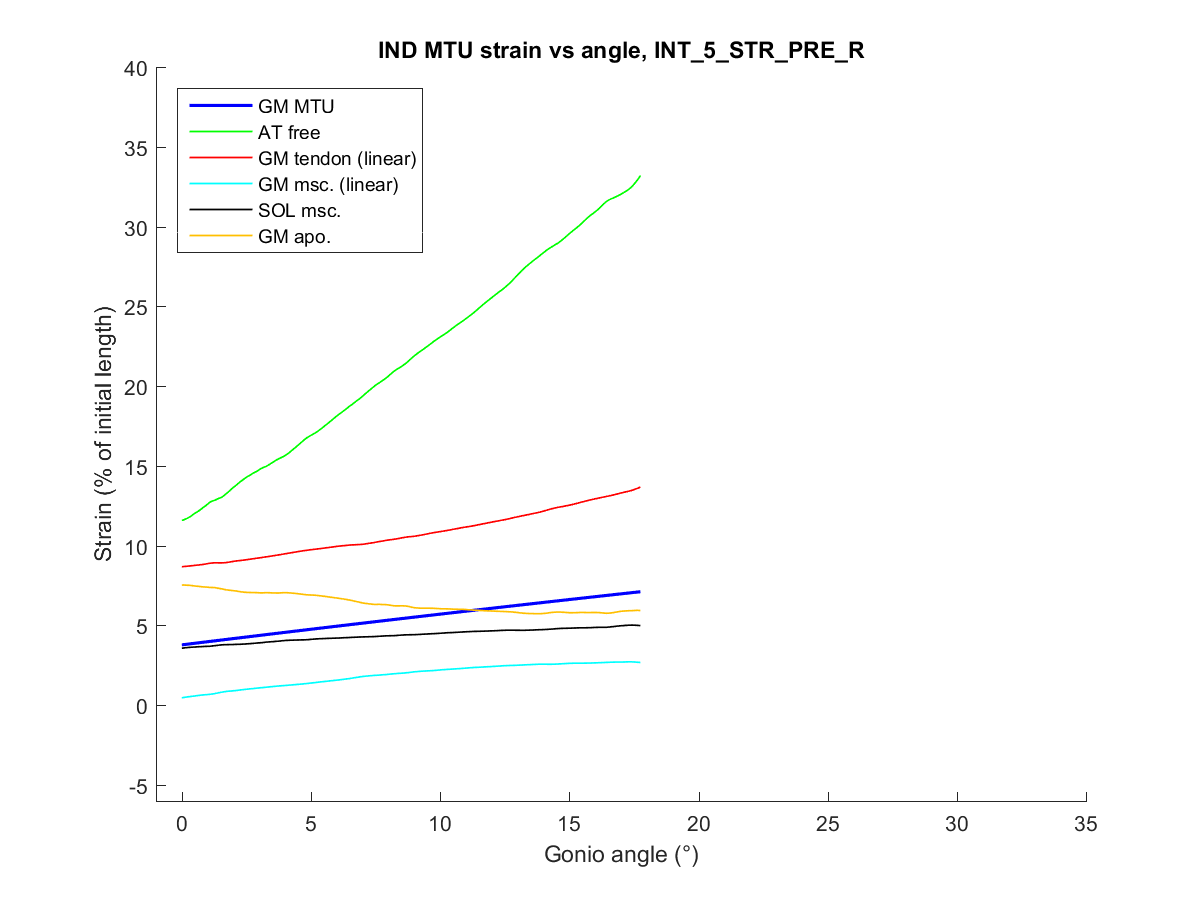 IND MTU strain vs angle, INT_5_STR_PRE_R
40
35
30
25
20
15
10
5
0
-5
Strain (% of initial length)
GM MTU
AT free
GM tendon (linear)
GM msc. (linear)
SOL msc.
GM apo.
0 5 10 15 20 25 30 35
Gonio angle (°)